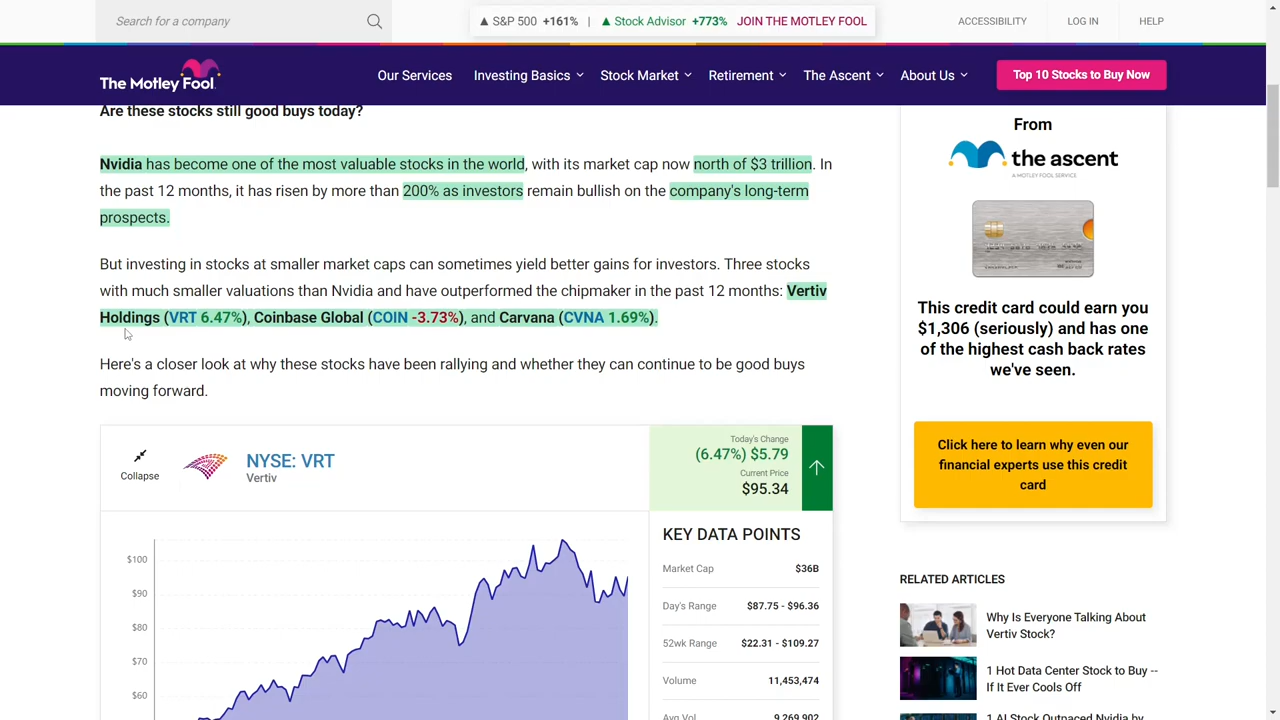 Search for a company
▲ S&P 500 +161% | ▲ Stock Advisor +773% JOIN THE MOTLEY FOOL
ACCESSIBILITY LOG IN HELP
The Motley Fool.
Our Services Investing Basics Stock Market Retirement The Ascent About Us
Top 10 Stocks to Buy Now
Are these stocks still good buys today?
Nvidia has become one of the most valuable stocks in the world, with its market cap now north of $3 trillion. In
the past 12 months, it has risen by more than 200% as investors remain bullish on the company's long-term
prospects.
But investing in stocks at smaller market caps can sometimes yield better gains for investors. Three stocks
with much smaller valuations than Nvidia and have outperformed the chipmaker in the past 12 months: Vertiv
Holdings (VRT 6.47%), Coinbase Global (COIN -3.73%), and Carvana (CVNA 1.69%).
Here's a closer look at why these stocks have been rallying and whether they can continue to be good buys
moving forward.
Collapse
NYSE: VRT
Vertiv
Today's Change
(6.47%) $5.79
Current Price
$95.34
$100
$90
$80
$70
$60
KEY DATA POINTS
Market Cap $36B
Day's Range $87.75 - $96.36
52wk Range $22.31 - $109.27
Volume 11,453,474
Avg Vol 9,269,902
From
the ascent
A MOTLEY FOOL SERVICE
This credit card could earn you
$1,306 (seriously) and has one
of the highest cash back rates
we've seen.
Click here to learn why even our
financial experts use this credit
card
RELATED ARTICLES
Why Is Everyone Talking About
Vertiv Stock?
1 Hot Data Center Stock to Buy --
If It Ever Cools Off
1 AI Stock Outpaced Nvidia by